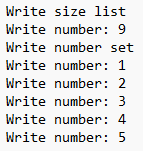 Write size list
Write number: 9
Write number set
Write number: 1
Write number: 2
Write number: 3
Write number: 4
Write number: 5